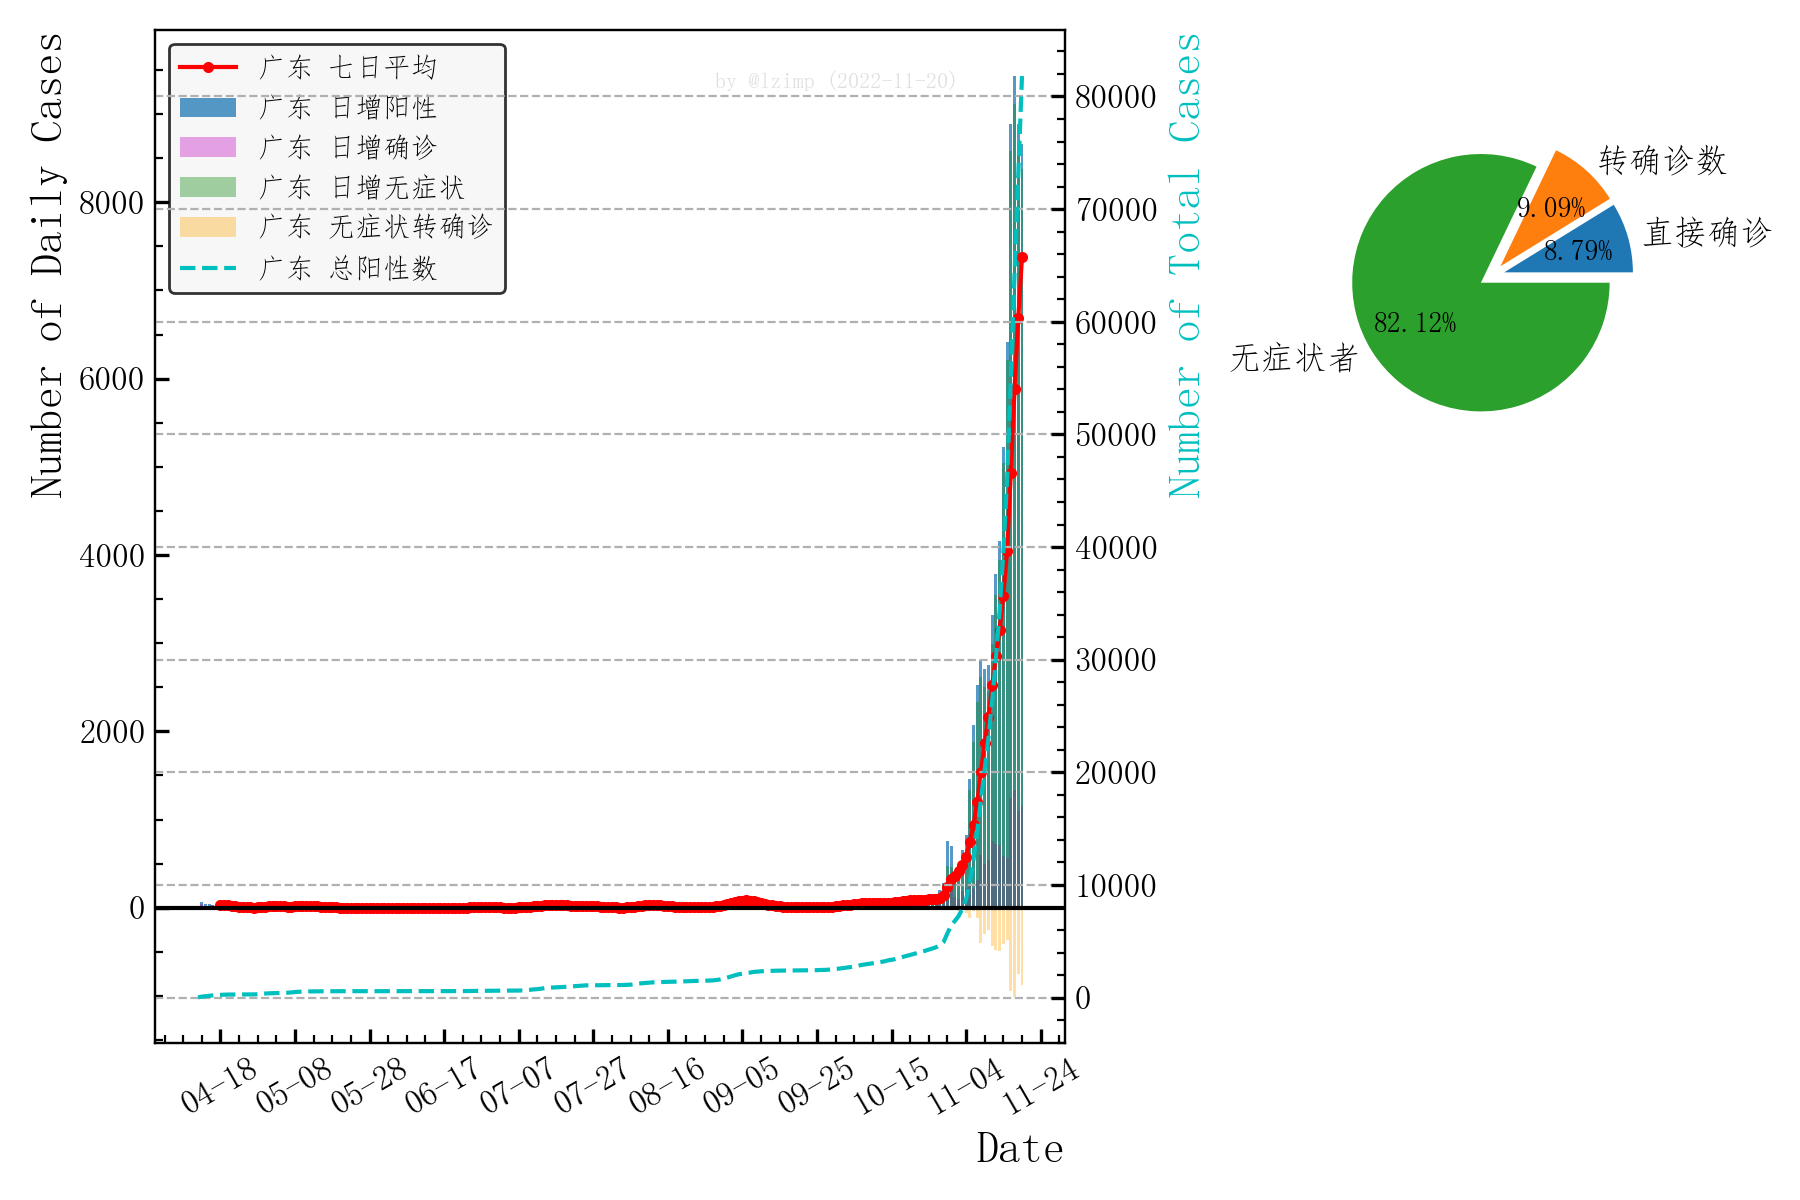 Number of Daily Cases
8000
6000
4000
2000
0
广东 七日平均
广东 日增阳性
广东 日增确诊
广东 日增无症状
广东 无症状转确诊
广东 总阳性数
by @lzimp (2022-11-20)
80000
70000
60000
50000
40000
30000
20000
10000
0
Number of Total Cases
04-18
05-08
05-28
06-17
07-07
07-27
08-16
09-05
09-25
10-15
11-04
11-24
Date
转确诊数
9.09%
直接确诊
8.79%
82.12%
无症状者